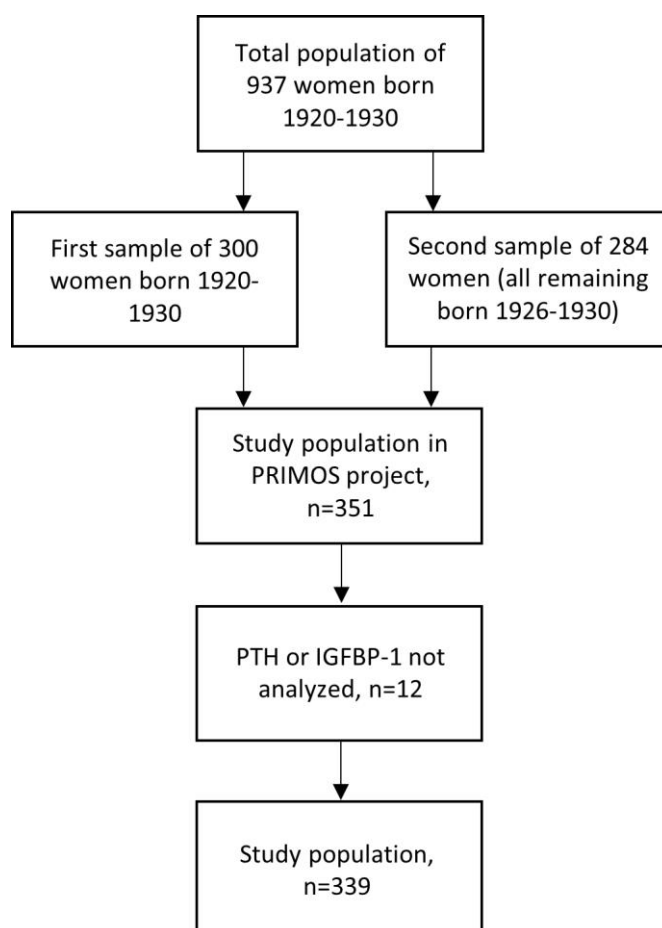 Total population of
937 women born
1920-1930
First sample of 300
women born 1920-
1930
Second sample of 284
women (all remaining
born 1926-1930)
Study population in
PRIMOS project,
n=351
PTH or IGFBP-1 not
analyzed, n=12
Study population,
n=339